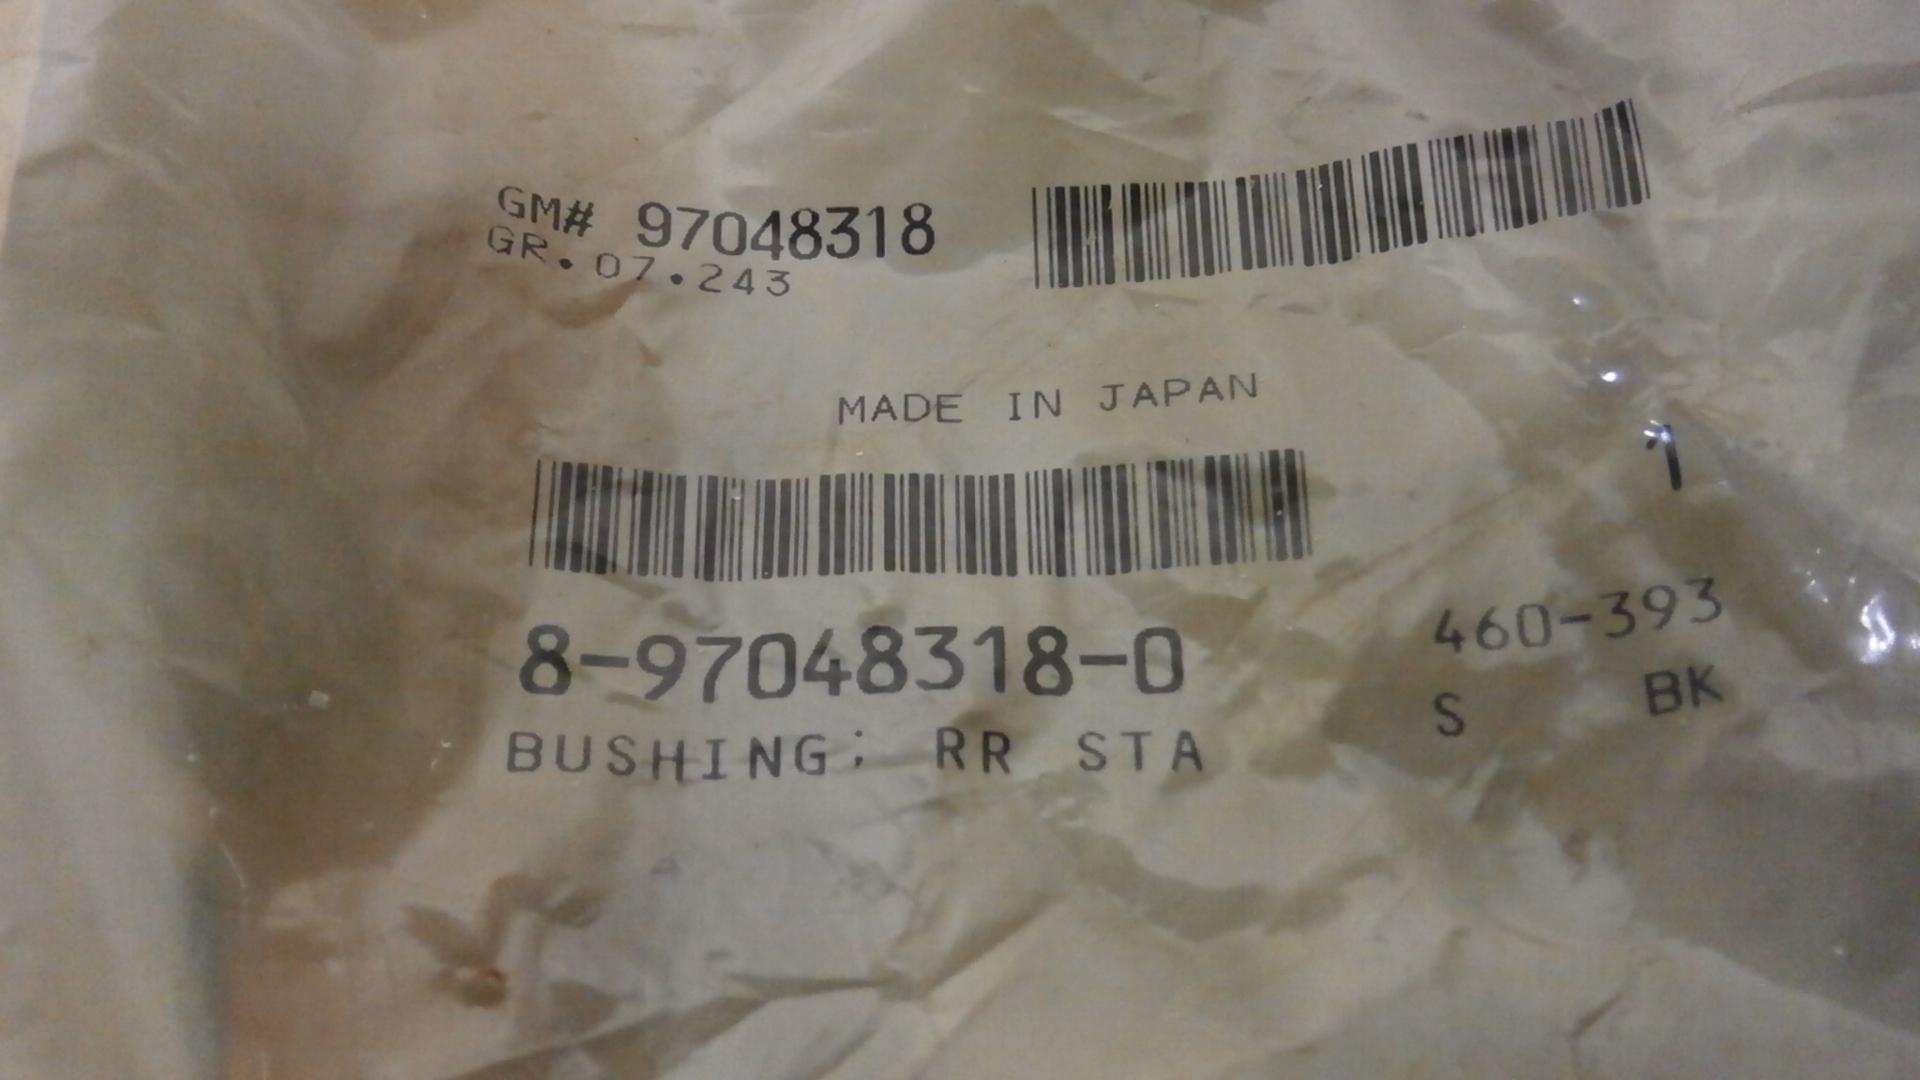 GM# 97048318
GR. 07.243
MADE IN JAPAN
1
8-97048318-0
460-393
BUSHING; RR STA
S BK